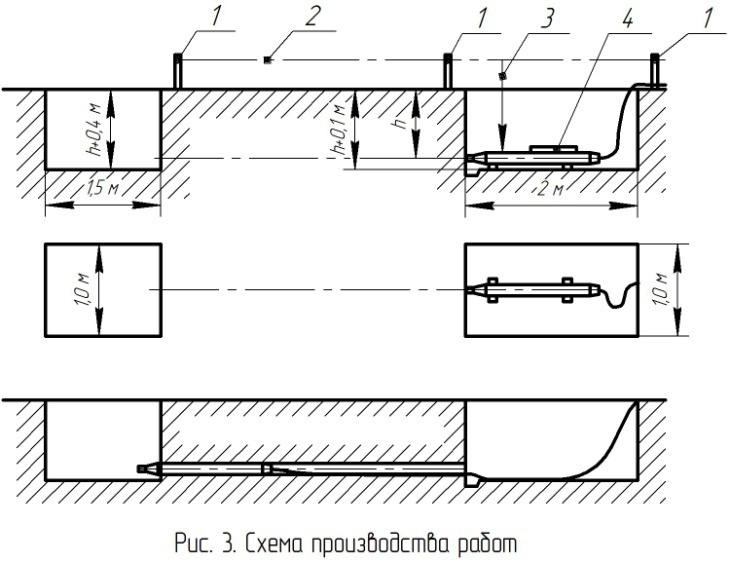 1 2 1 3 4 1
h+0,4 м
h+0,1 м
h
1,5 м
2 м
1,0 м
1,0 м
Рис. 3. Схема производства работ